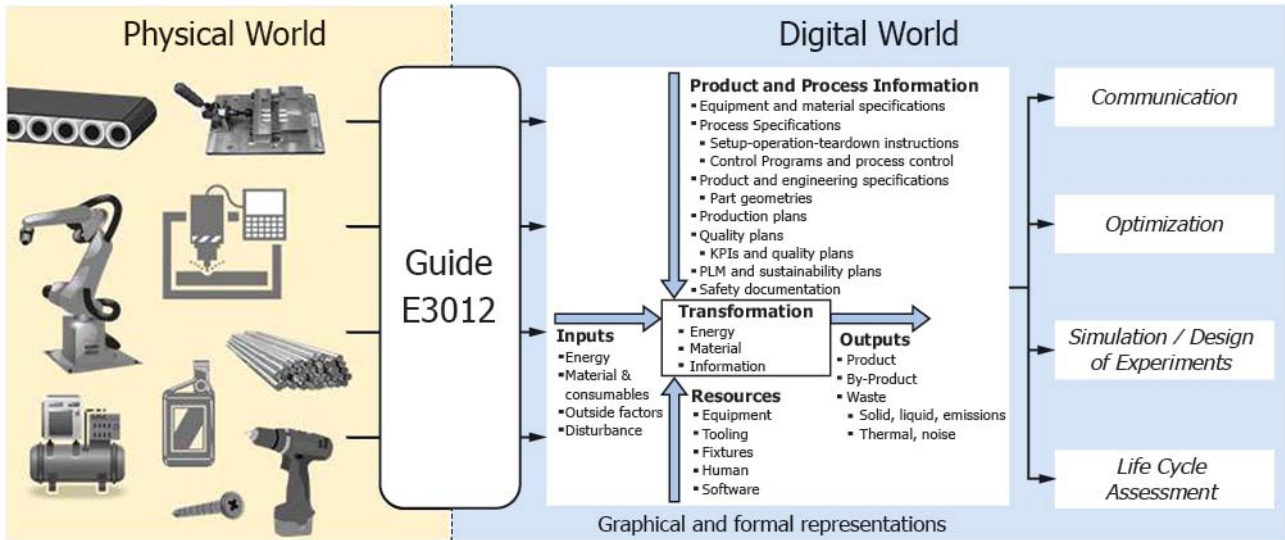 Physical World
Digital World
Guide
E3012
Product and Process Information
▪ Equipment and material specifications
▪ Process Specifications
▪ Setup-operation-teardown instructions
▪ Control Programs and process control
▪ Product and engineering specifications
▪ Part geometries
▪ Production plans
▪ Quality plans
▪ KPIs and quality plans
▪ PLM and sustainability plans
▪ Safety documentation
Inputs
▪ Energy
▪ Material &
consumables
▪ Outside factors
▪ Disturbance
Transformation
▪ Energy
▪ Material
▪ Information
Outputs
▪ Product
▪ By-Product
▪ Waste
▪ Solid, liquid, emissions
▪ Thermal, noise
Resources
▪ Equipment
▪ Tooling
▪ Fixtures
▪ Human
▪ Software
Graphical and formal representations
Communication
Optimization
Simulation / Design
of Experiments
Life Cycle
Assessment